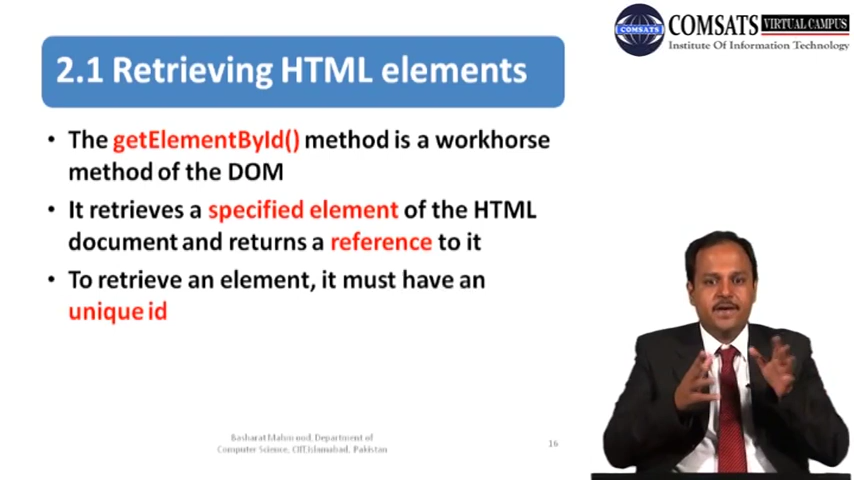 COMSATS VIRTUAL CAMPUS
Institute Of Information Technology
2.1 Retrieving HTML elements
• The getElementById() method is a workhorse
method of the DOM
• It retrieves a specified element of the HTML
document and returns a reference to it
• To retrieve an element, it must have an
unique id
Basharat Mahmood, Department of
Computer Science, CIIT,Islamabad, Pakistan
16